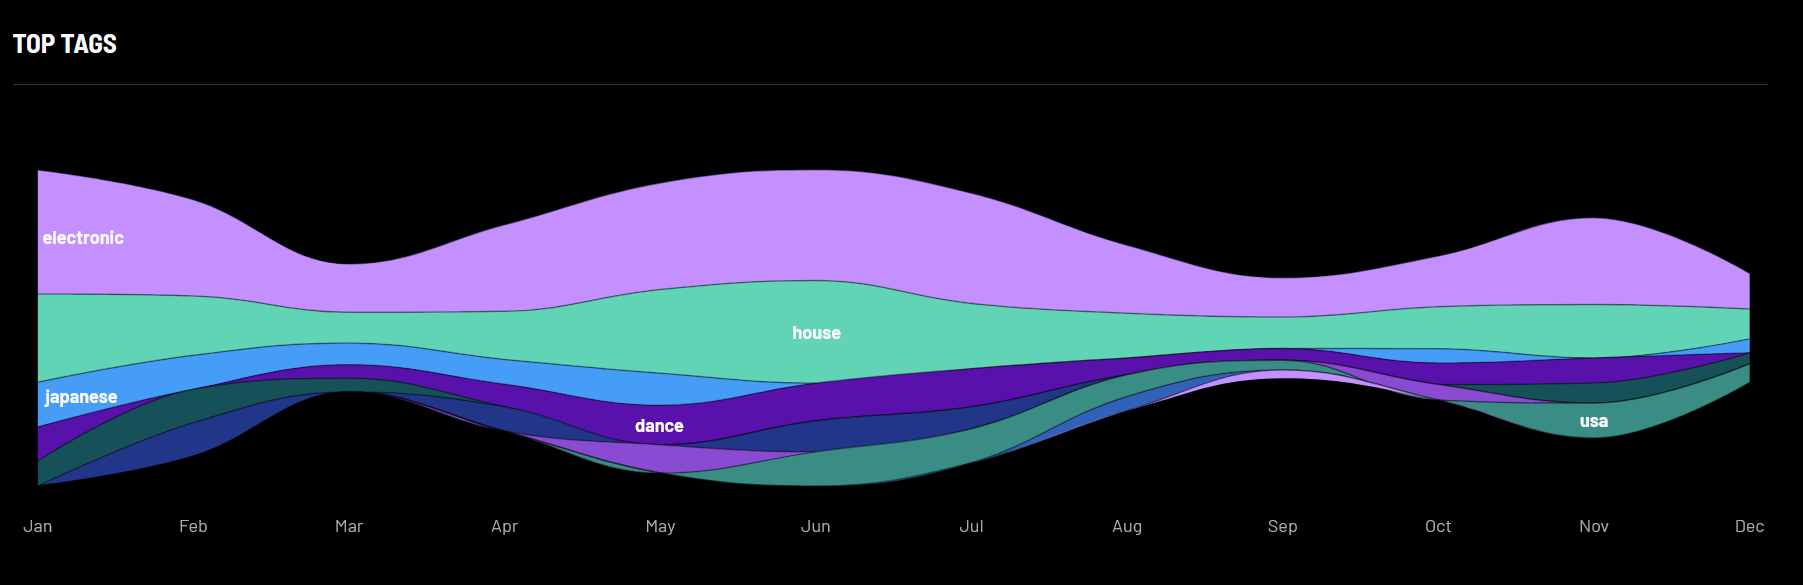 TOP TAGS
electronic
house
japanese
usa
dance
Jan Feb Mar Apr May Jun Jul Aug Sep Oct Nov Dec